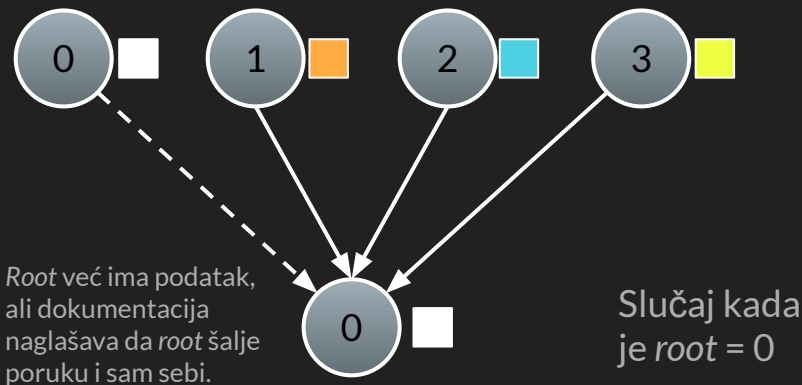 0
1
2
3
Root već ima podatak,
ali dokumentacija
naglašava da root šalje
poruku i sam sebi.
0
Slučaj kada
je root = 0